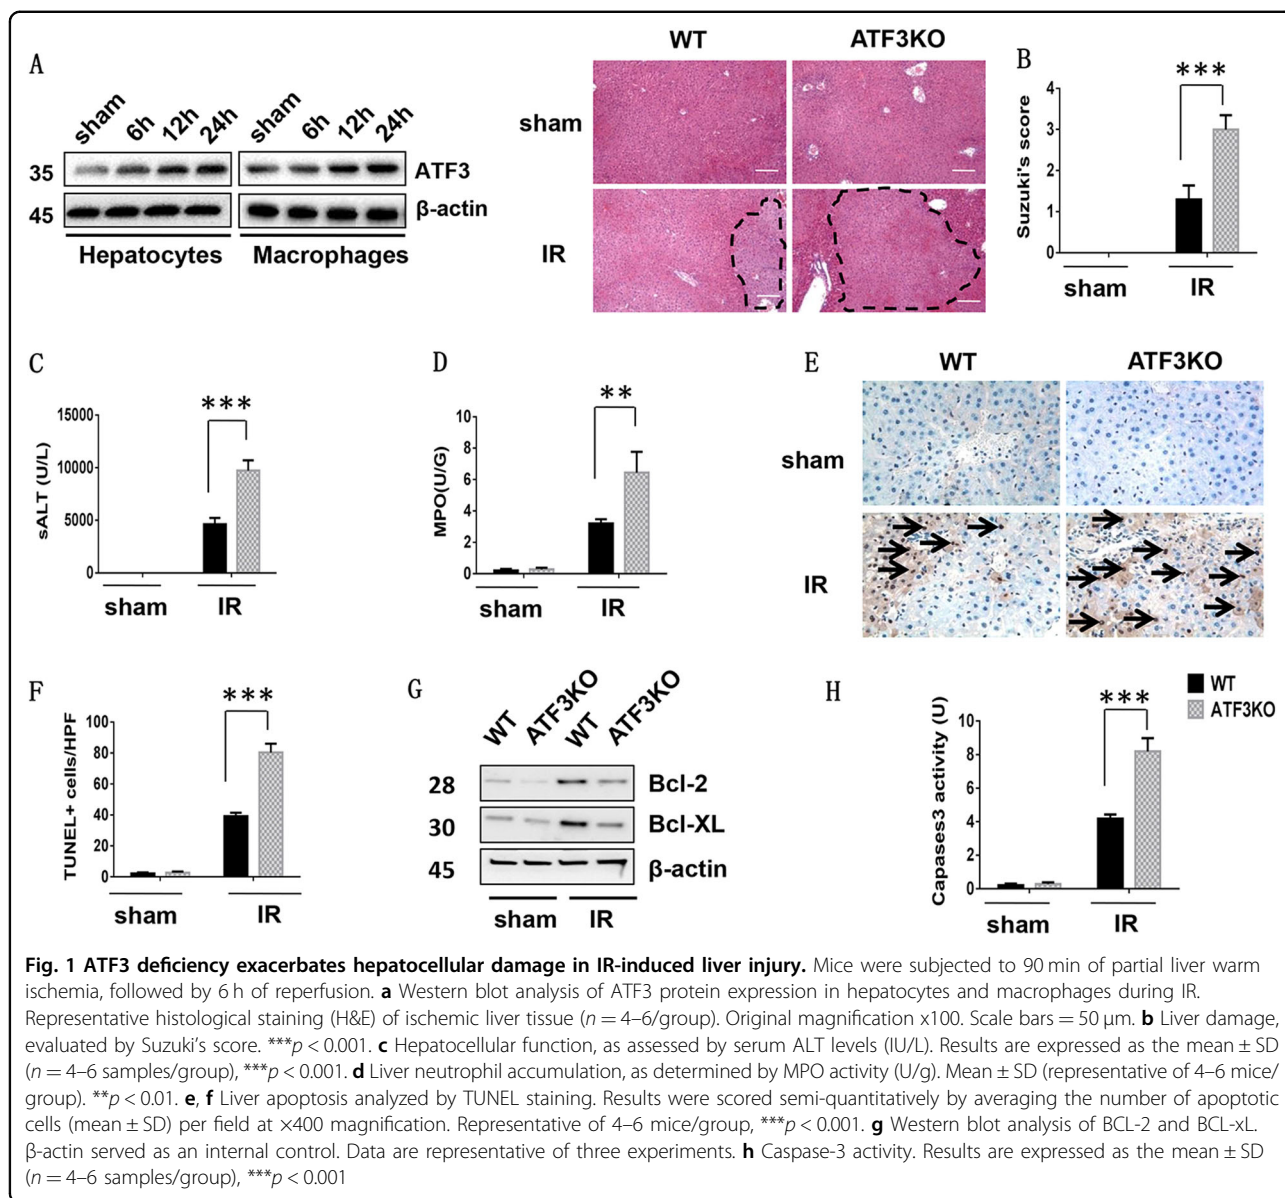 A
sham
6h
12h
24h
sham
6h
12h
24h
35
ATF3
45
β-actin
Hepatocytes
Macrophages
WT
ATF3KO
sham
IR
B
***
Suzuki's score
4
3
2
1
0
sham
IR
C
***
sALT (U/L)
15000
10000
5000
0
sham
IR
D
**
MPO(U/G)
10
8
6
4
2
0
sham
IR
E
WT
ATF3KO
sham
IR
F
***
TUNEL+ cells/HPF
100
80
60
40
20
0
sham
IR
G
WT
ATF3KO
WT
ATF3KO
28
Bcl-2
30
Bcl-XL
45
β-actin
sham
IR
H
WT
ATF3KO
***
Capases3 activity (U)
8
6
4
2
0
sham
IR
Fig. 1 ATF3 deficiency exacerbates hepatocellular damage in IR-induced liver injury. Mice were subjected to 90 min of partial liver warm
ischemia, followed by 6 h of reperfusion. a Western blot analysis of ATF3 protein expression in hepatocytes and macrophages during IR.
Representative histological staining (H&E) of ischemic liver tissue (n = 4–6/group). Original magnification x100. Scale bars = 50 μm. b Liver damage,
evaluated by Suzuki's score. ***p < 0.001. c Hepatocellular function, as assessed by serum ALT levels (IU/L). Results are expressed as the mean ± SD
(n = 4–6 samples/group), ***p < 0.001. d Liver neutrophil accumulation, as determined by MPO activity (U/g). Mean ± SD (representative of 4–6 mice/
group). **p < 0.01. e, f Liver apoptosis analyzed by TUNEL staining. Results were scored semi-quantitatively by averaging the number of apoptotic
cells (mean ± SD) per field at ×400 magnification. Representative of 4–6 mice/group, ***p < 0.001. g Western blot analysis of BCL-2 and BCL-xL.
β-actin served as an internal control. Data are representative of three experiments. h Caspase-3 activity. Results are expressed as the mean ± SD
(n = 4–6 samples/group), ***p < 0.001